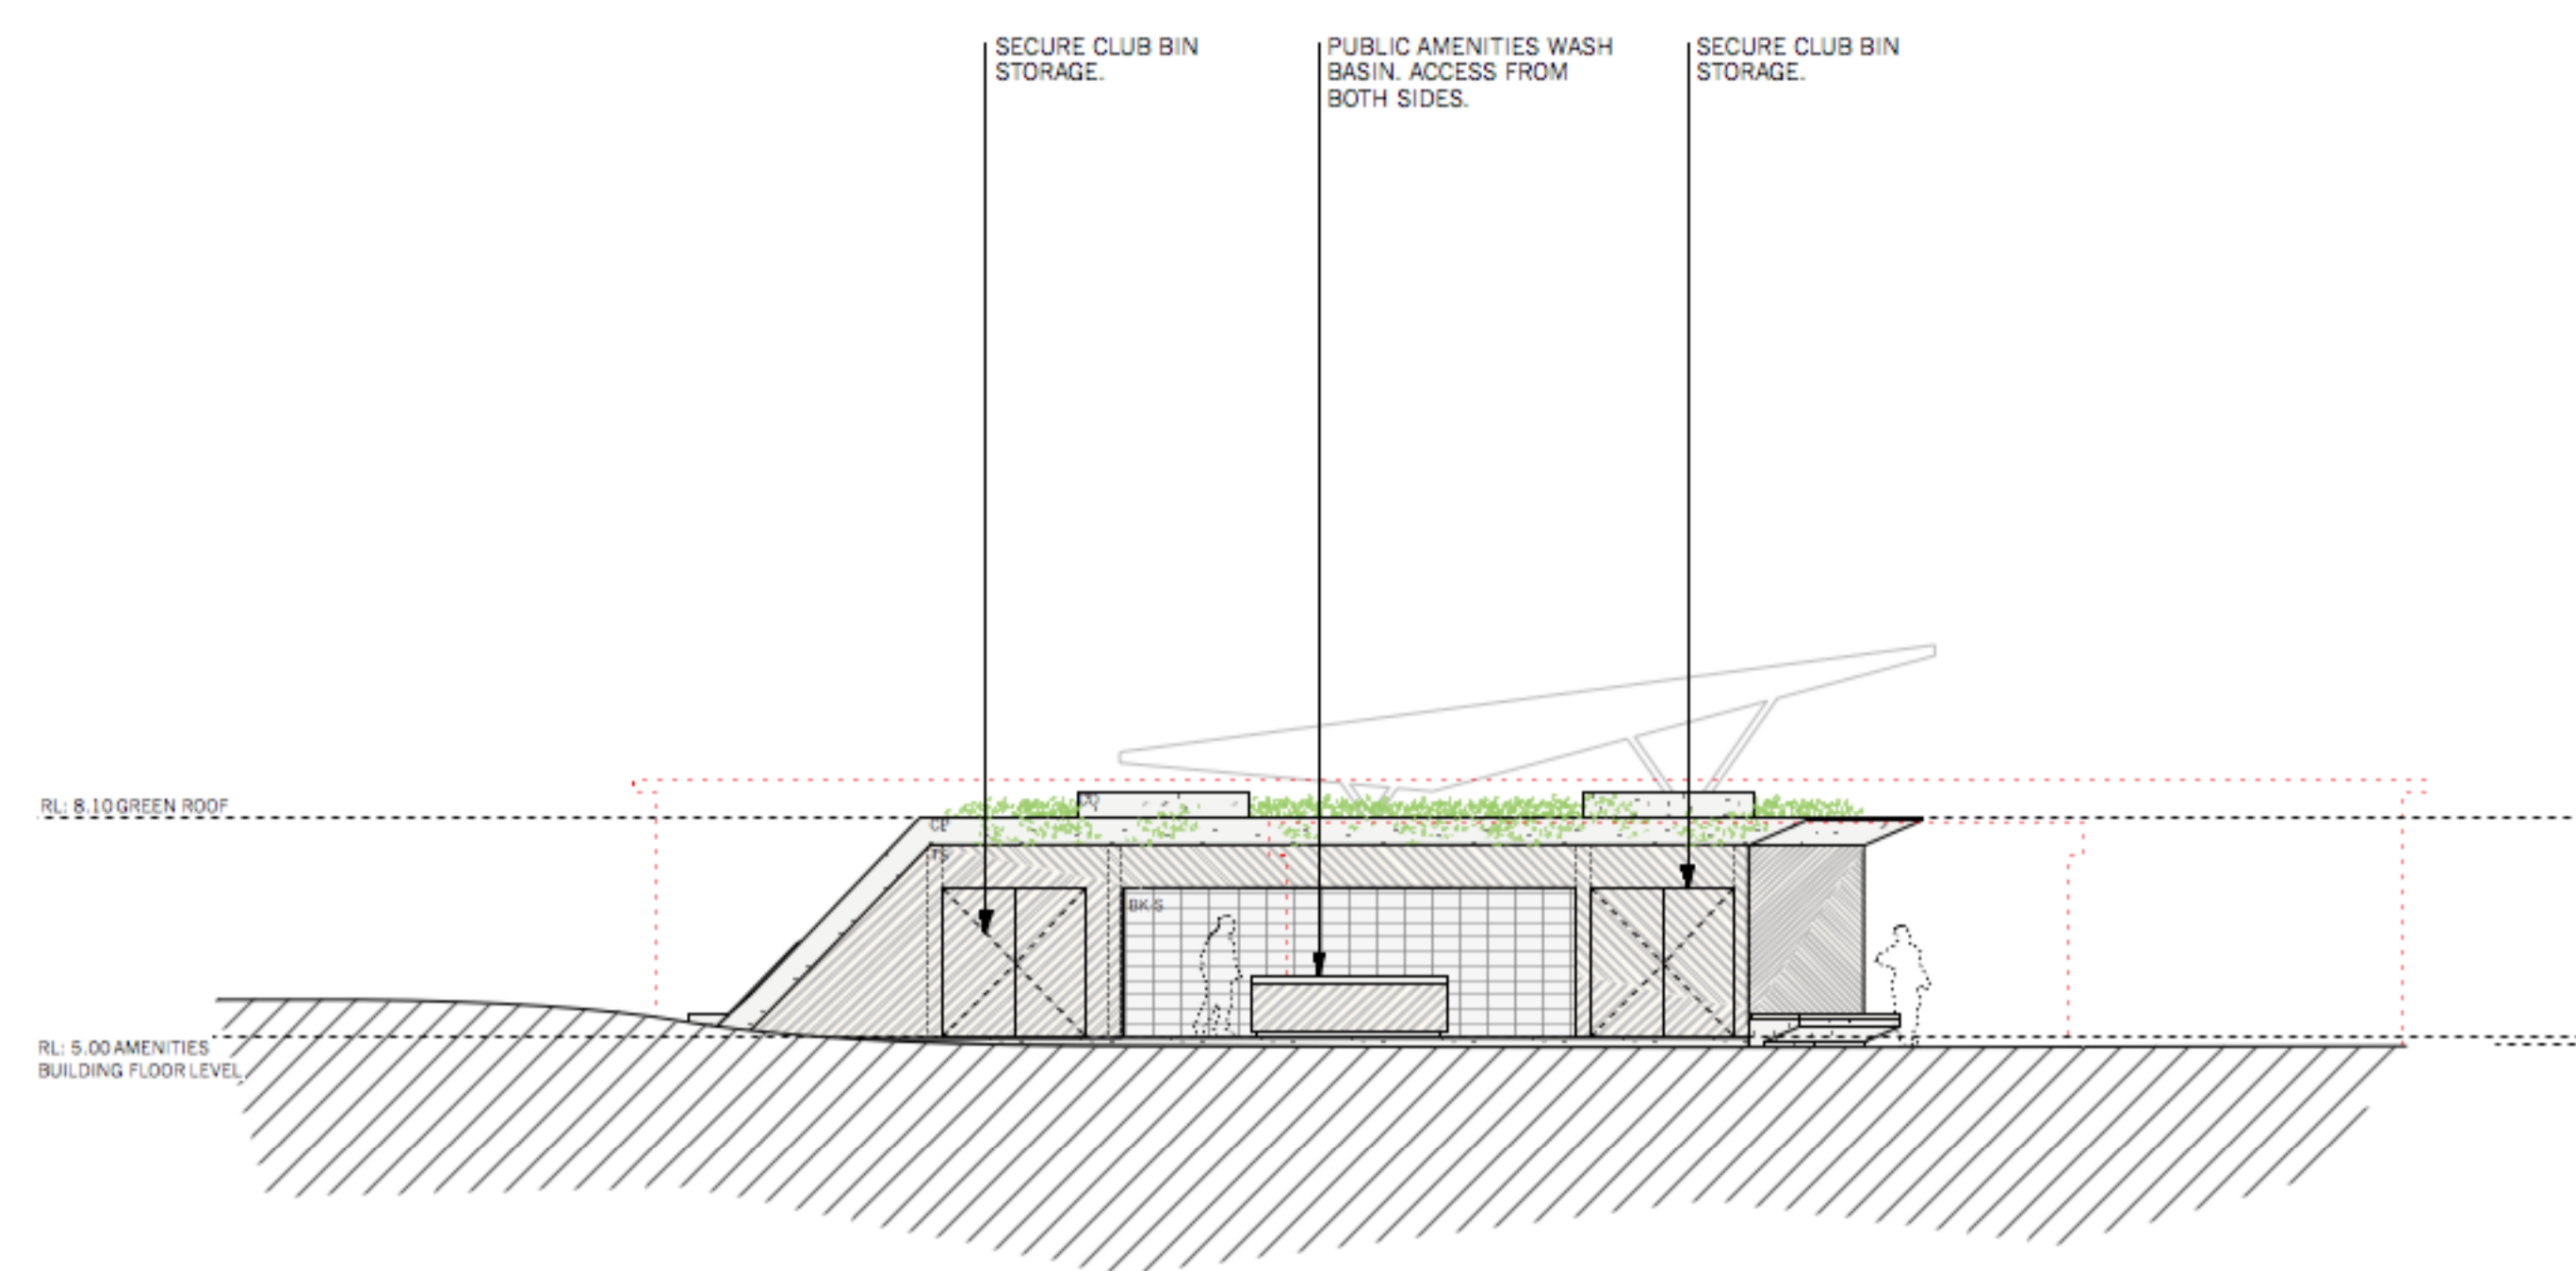 SECURE CLUB BIN
STORAGE.
PUBLIC AMENITIES WASH
BASIN. ACCESS FROM
BOTH SIDES.
SECURE CLUB BIN
STORAGE.
RL: 8.10 GREEN ROOF
BK-S
RL: 5.00 AMENITIES
BUILDING FLOOR LEVEL